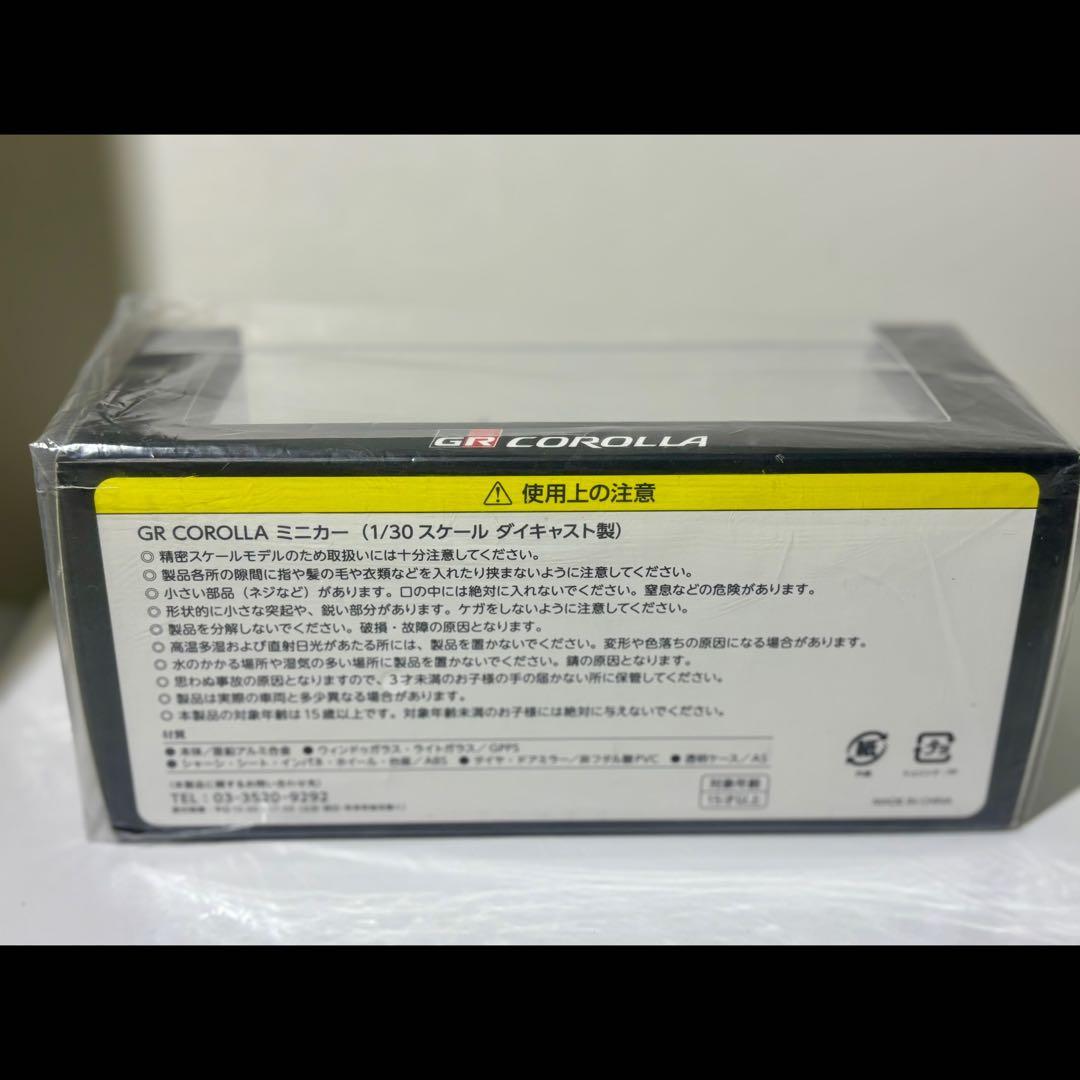 GR COROLLA
⚠ 使用上の注意
GR COROLLA ミニカー（1/30 スケール ダイキャスト製）
◎ 精密スケールモデルのため取扱いには十分注意してください。
◎ 製品各所の隙間に指や髪の毛や衣類などを入れたり挟まないように注意してください。
◎ 小さい部品（ネジなど）があります。口の中には絶対に入れないでください。窒息などの危険があります。
◎ 形状的に小さな突起や、鋭い部分があります。ケガをしないように注意してください。
◎ 製品を分解しないでください。破損・故障の原因となります。
◎ 高温多湿および直射日光があたる所には、製品を置かないでください。変形や色落ちの原因になる場合があります。
◎ 水のかかる場所や湿気の多い場所に製品を置かないでください。錆の原因となります。
◎ 思わぬ事故の原因となりますので、3才未満のお子様の手の届かない所に保管してください。
◎ 製品は実際の車両と多少異なる場合があります。
◎ 本製品の対象年齢は15歳以上です。対象年齢未満のお子様には絶対に与えないでください。
材質
● 本体／亜鉛アルミ合金 ● ウィンドゥガラス・ライトガラス／GPPS
● シャーシ・シート・インパネ・ホイール・台座／ABS ● タイヤ・ドアミラー／非フタル酸PVC ● 透明ケース／AS
（本製品に関するお問い合わせ先）
TEL：03-3520-9292
対象年齢
15才以上
紙
外箱
プラ
MADE IN CHINA